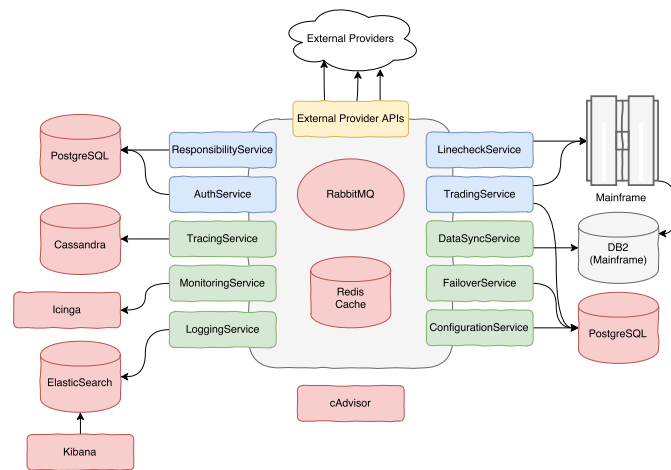 External Providers
External Provider APIs
PostgreSQL
ResponsibilityService
LinecheckService
AuthService
RabbitMQ
TradingService
Mainframe
Cassandra
TracingService
DataSyncService
DB2
(Mainframe)
Icinga
MonitoringService
Redis
Cache
FailoverService
LoggingService
ConfigurationService
PostgreSQL
ElasticSearch
cAdvisor
Kibana